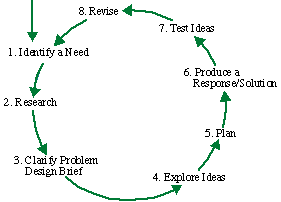 8. Revise
7. Test Ideas
1. Identify a Need
6. Produce a
Response/Solution
2. Research
5. Plan
3. Clarify Problem
Design Brief
4. Explore Ideas